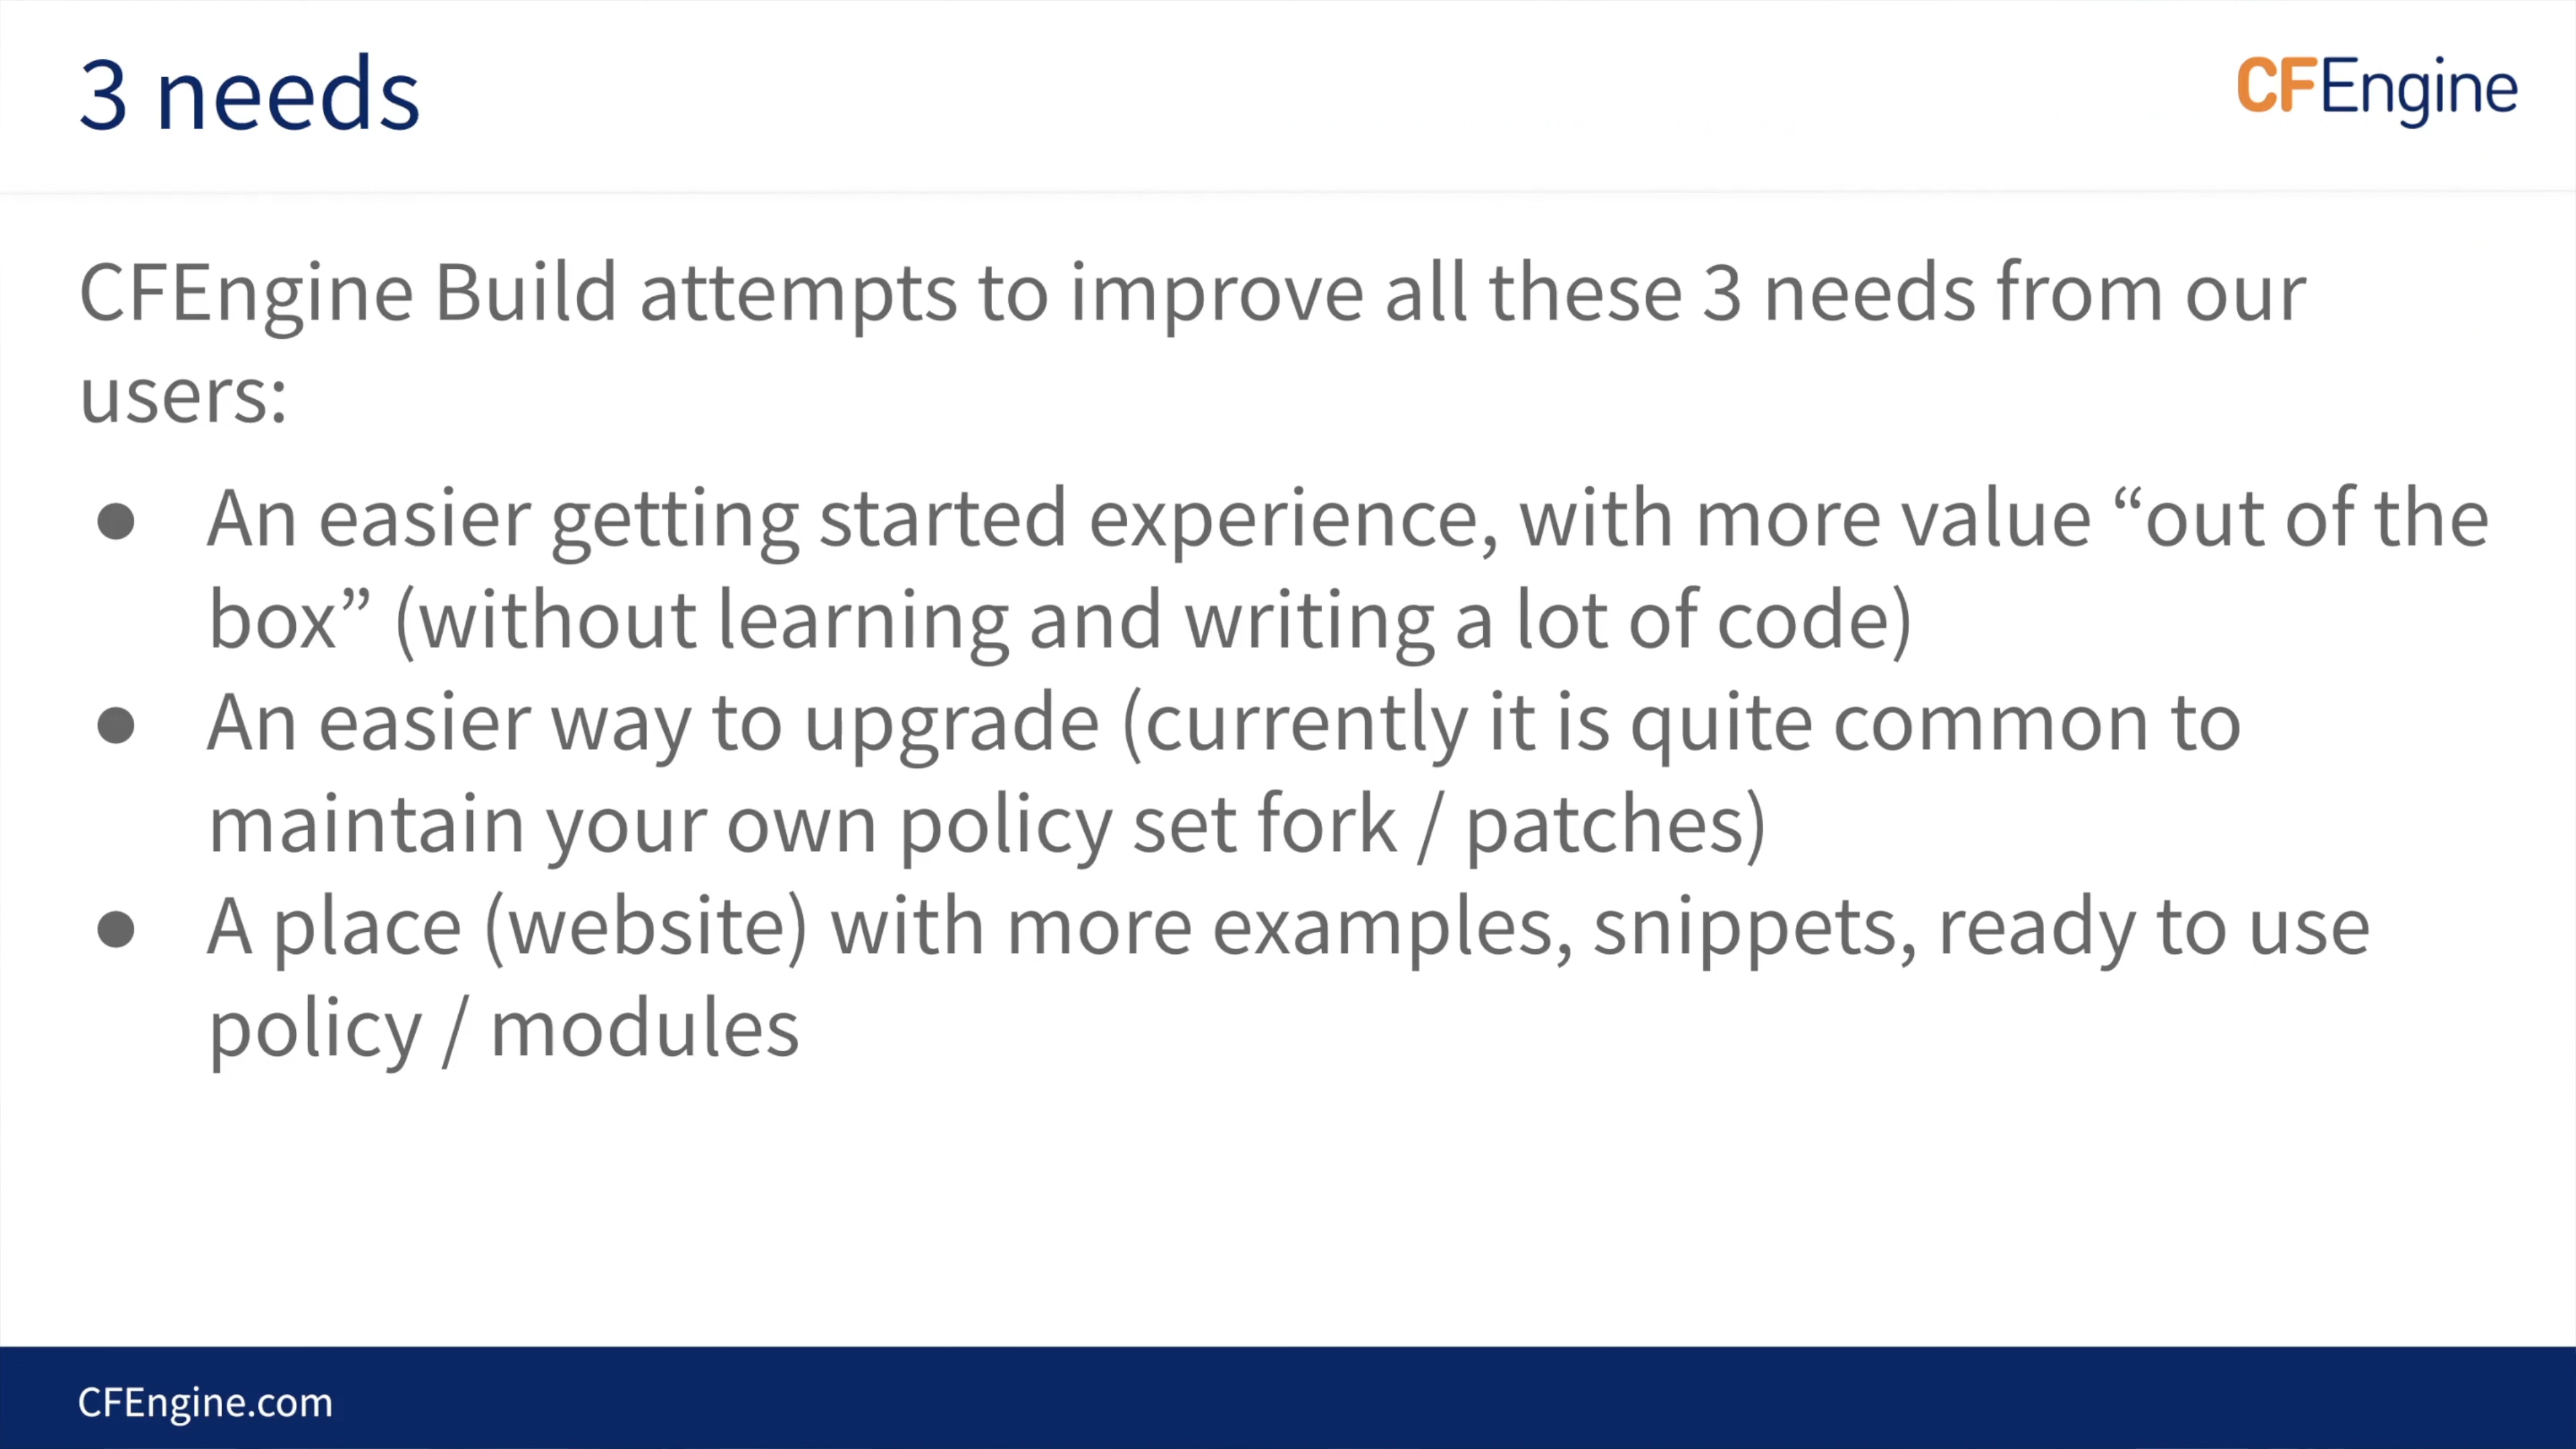 3 needs
CFEngine
CFEngine Build attempts to improve all these 3 needs from our
users:
● An easier getting started experience, with more value “out of the
box” (without learning and writing a lot of code)
● An easier way to upgrade (currently it is quite common to
maintain your own policy set fork / patches)
● A place (website) with more examples, snippets, ready to use
policy / modules
CFEngine.com